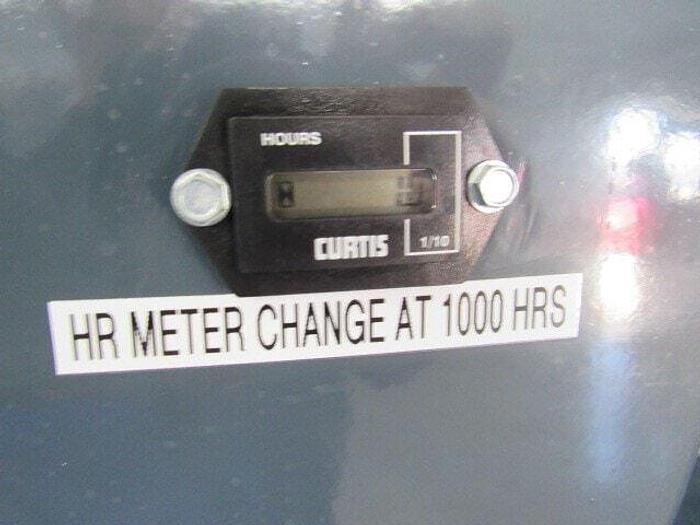 HOURS
CURTIS
1/10
HR METER CHANGE AT 1000 HRS